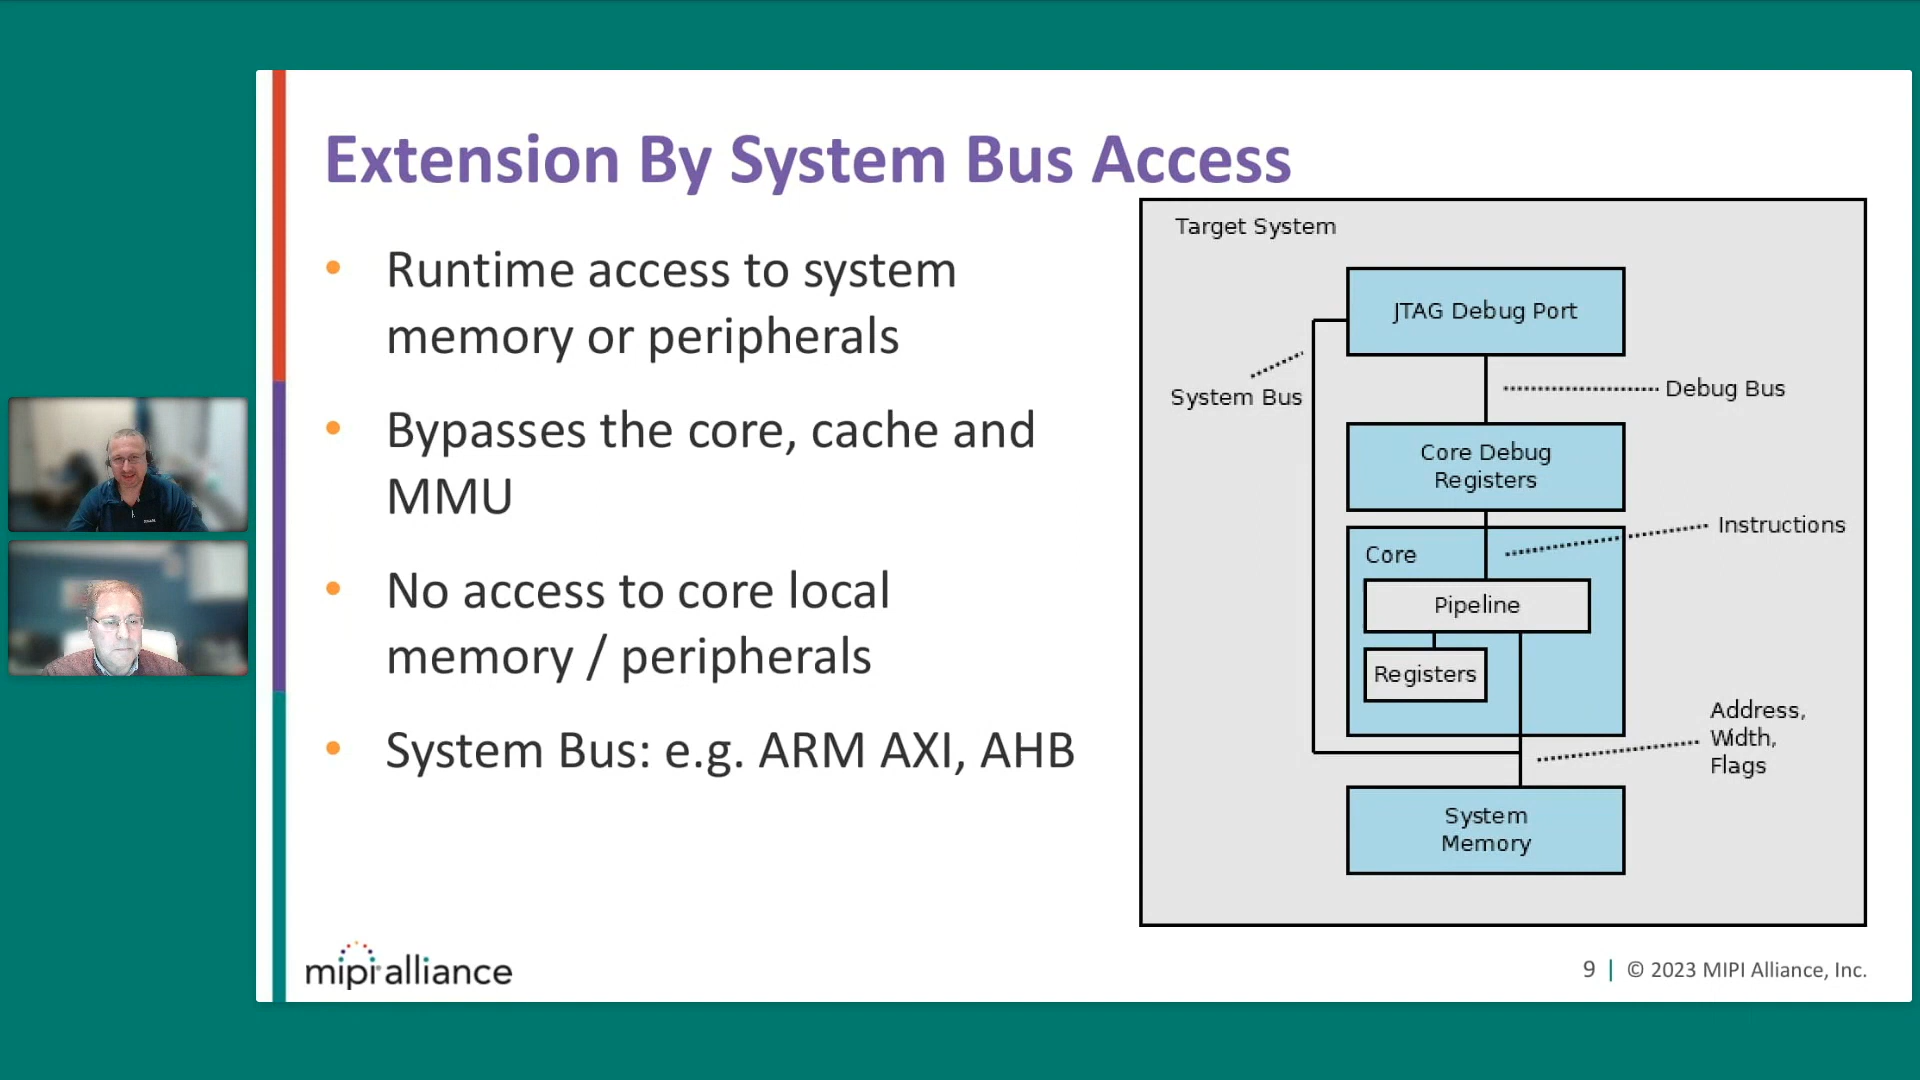 Extension By System Bus Access
• Runtime access to system
memory or peripherals
• Bypasses the core, cache and
MMU
• No access to core local
memory / peripherals
• System Bus: e.g. ARM AXI, AHB
Target System
JTAG Debug Port
System Bus
Debug Bus
Core Debug
Registers
Instructions
Core
Pipeline
Registers
Address,
Width,
Flags
System
Memory
mipi alliance
9 | © 2023 MIPI Alliance, Inc.